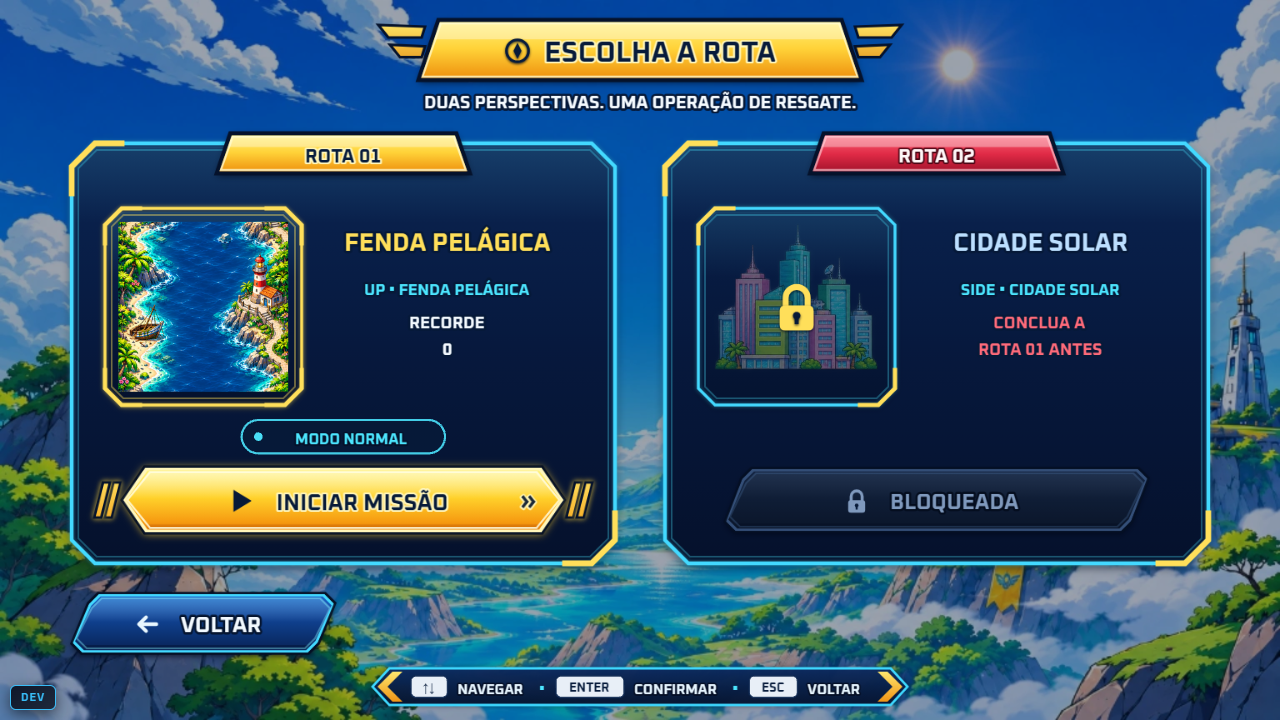 ESCOLHA A ROTA
DUAS PERSPECTIVAS. UMA OPERAÇÃO DE RESGATE.
ROTA 01
FENDA PELÁGICA
UP • FENDA PELÁGICA
RECORDE
0
MODO NORMAL
INICIAR MISSÃO »
ROTA 02
CIDADE SOLAR
SIDE • CIDADE SOLAR
CONCLUA A
ROTA 01 ANTES
BLOQUEADA
← VOLTAR
↑↓ NAVEGAR • ENTER CONFIRMAR • ESC VOLTAR
DEV